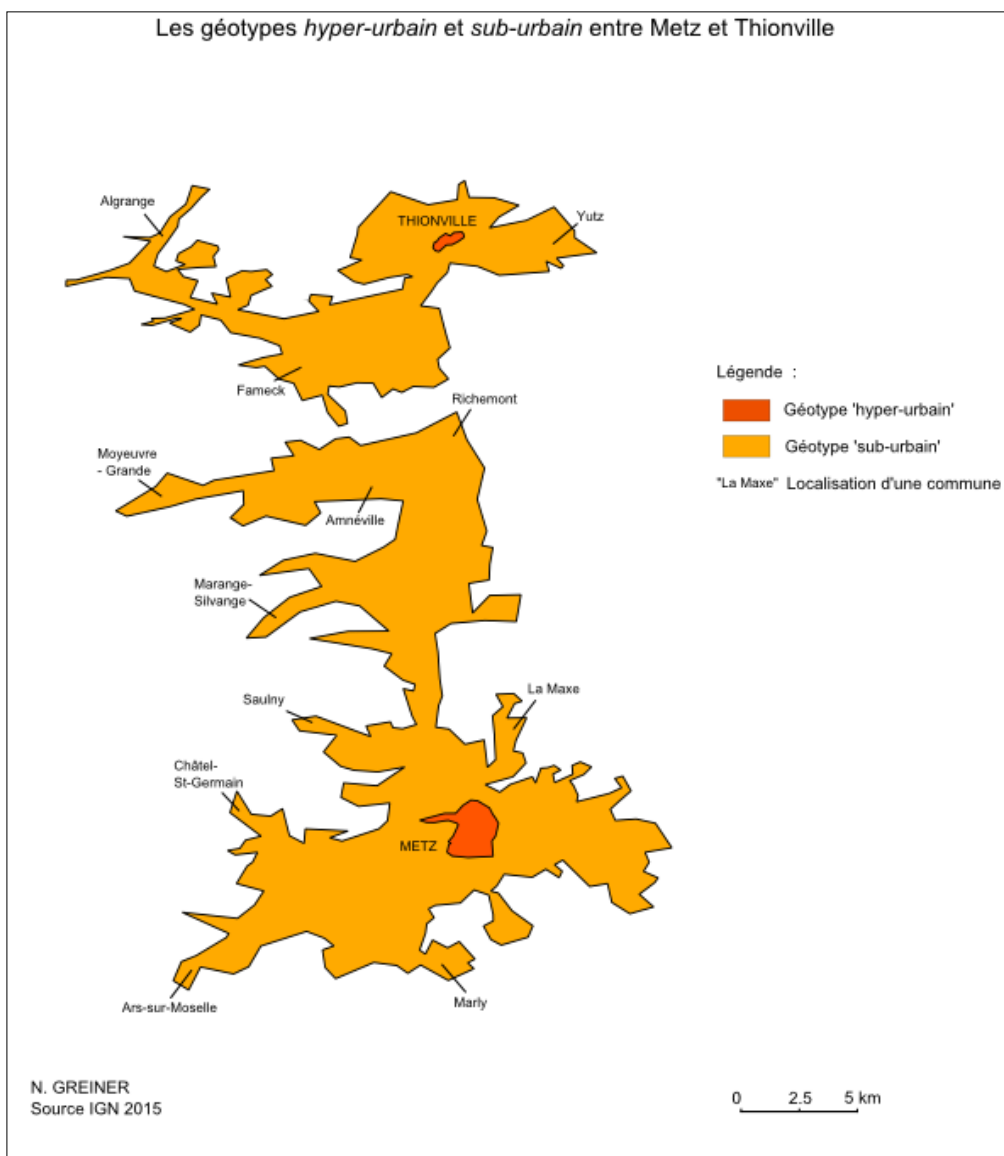 Les géotypes hyper-urbain et sub-urbain entre Metz et Thionville
Algrange
THIONVILLE
Yutz
Fameck
Richemont
Moyeuvre
- Grande
Amnéville
Marange-
Silvange
Saulny
La Maxe
Châtel-
St-Germain
METZ
Ars-sur-Moselle
Marly
Légende :
Géotype 'hyper-urbain'
Géotype 'sub-urbain'
"La Maxe" Localisation d'une commune
N. GREINER
Source IGN 2015
0 2.5 5 km